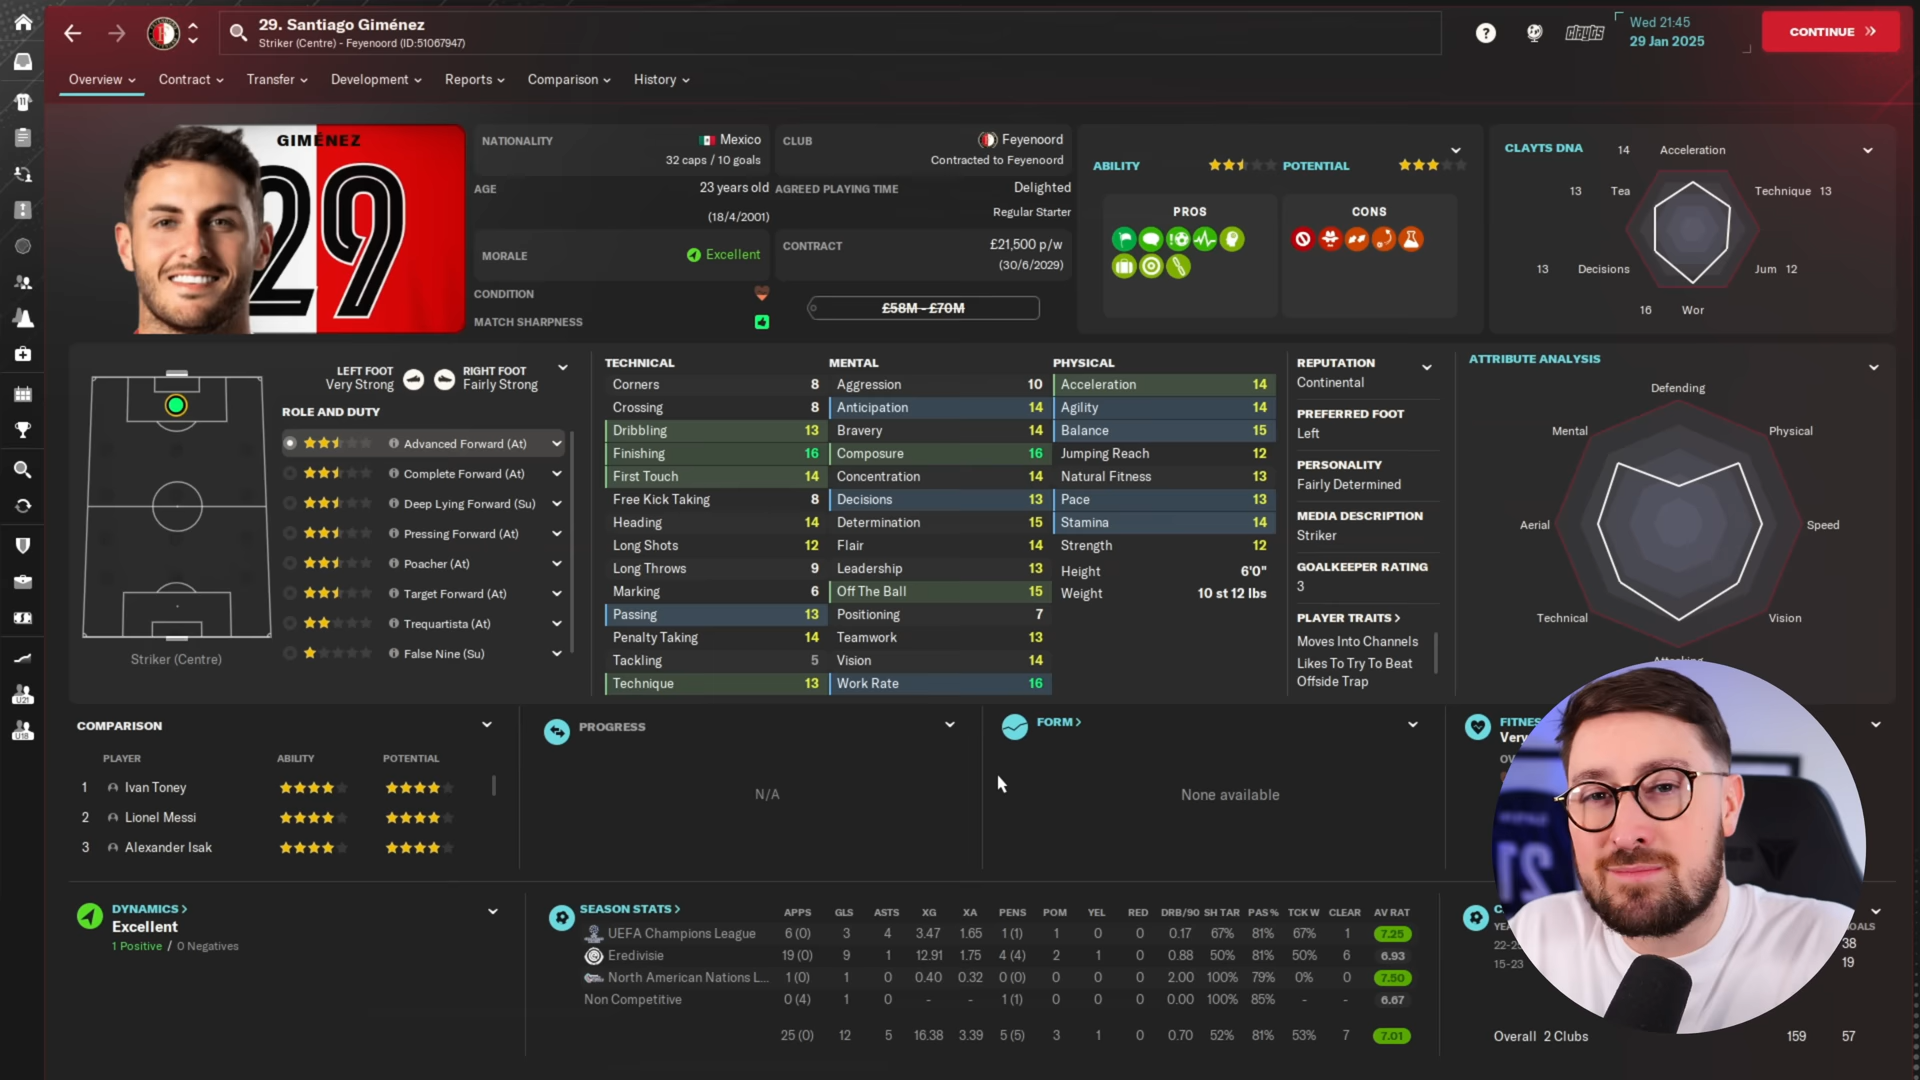 29. Santiago Giménez
Striker (Centre) - Feyenoord (ID:51067947)
?
clayts
Wed 21:45
29 Jan 2025
CONTINUE
Overview
Contract
Transfer
Development
Reports
Comparison
History
GIMÉNEZ
29
NATIONALITY
Mexico
32 caps / 10 goals
AGE
23 years old
(18/4/2001)
MORALE
Excellent
CONDITION
MATCH SHARPNESS
CLUB
Feyenoord
Contracted to Feyenoord
AGREED PLAYING TIME
Delighted
Regular Starter
CONTRACT
£21,500 p/w
(30/6/2029)
£58M - £70M
ABILITY
POTENTIAL
PROS
CONS
CLAYTS DNA
14 Acceleration
13 Tea
Technique 13
13 Decisions
Jum 12
16 Wor
LEFT FOOT
Very Strong
RIGHT FOOT
Fairly Strong
ROLE AND DUTY
Advanced Forward (At)
Complete Forward (At)
Deep Lying Forward (Su)
Pressing Forward (At)
Poacher (At)
Target Forward (At)
Trequartista (At)
False Nine (Su)
Striker (Centre)
TECHNICAL
Corners 8
Crossing 8
Dribbling 13
Finishing 16
First Touch 14
Free Kick Taking 8
Heading 14
Long Shots 12
Long Throws 9
Marking 6
Passing 13
Penalty Taking 14
Tackling 5
Technique 13
MENTAL
Aggression 10
Anticipation 14
Bravery 14
Composure 16
Concentration 14
Decisions 13
Determination 15
Flair 14
Leadership 13
Off The Ball 15
Positioning 7
Teamwork 13
Vision 14
Work Rate 16
PHYSICAL
Acceleration 14
Agility 14
Balance 15
Jumping Reach 12
Natural Fitness 13
Pace 13
Stamina 14
Strength 12
Height 6'0"
Weight 10 st 12 lbs
REPUTATION
Continental
PREFERRED FOOT
Left
PERSONALITY
Fairly Determined
MEDIA DESCRIPTION
Striker
GOALKEEPER RATING
3
PLAYER TRAITS >
Moves Into Channels
Likes To Try To Beat
Offside Trap
ATTRIBUTE ANALYSIS
Defending
Mental
Physical
Aerial
Speed
Technical
Vision
U21
U18
COMPARISON
PLAYER ABILITY POTENTIAL
1 Ivan Toney
2 Lionel Messi
3 Alexander Isak
PROGRESS
N/A
FORM >
None available
FITNES
Very
OV
DYNAMICS >
Excellent
1 Positive / 0 Negatives
SEASON STATS > APPS GLS ASTS XG XA PENS POM YEL RED DRB/90 SH TAR PAS% TCK W CLEAR AV RAT
UEFA Champions League 6 (0) 3 4 3.47 1.65 1 (1) 1 0 0 0.17 67% 81% 67% 1 7.25
Eredivisie 19 (0) 9 1 12.91 1.75 4 (4) 2 1 0 0.88 50% 81% 50% 6 6.93
North American Nations L... 1 (0) 1 0 0.40 0.32 0 (0) 0 0 0 2.00 100% 79% 0% 0 7.50
Non Competitive 0 (4) 1 0 - - 1 (1) 0 0 0 0.00 100% 85% - - 6.67
25 (0) 12 5 16.38 3.39 5 (5) 3 1 0 0.70 52% 81% 53% 7 7.01
C
YEA
OALS
22-2
38
15-23
19
Overall 2 Clubs 159 57
21